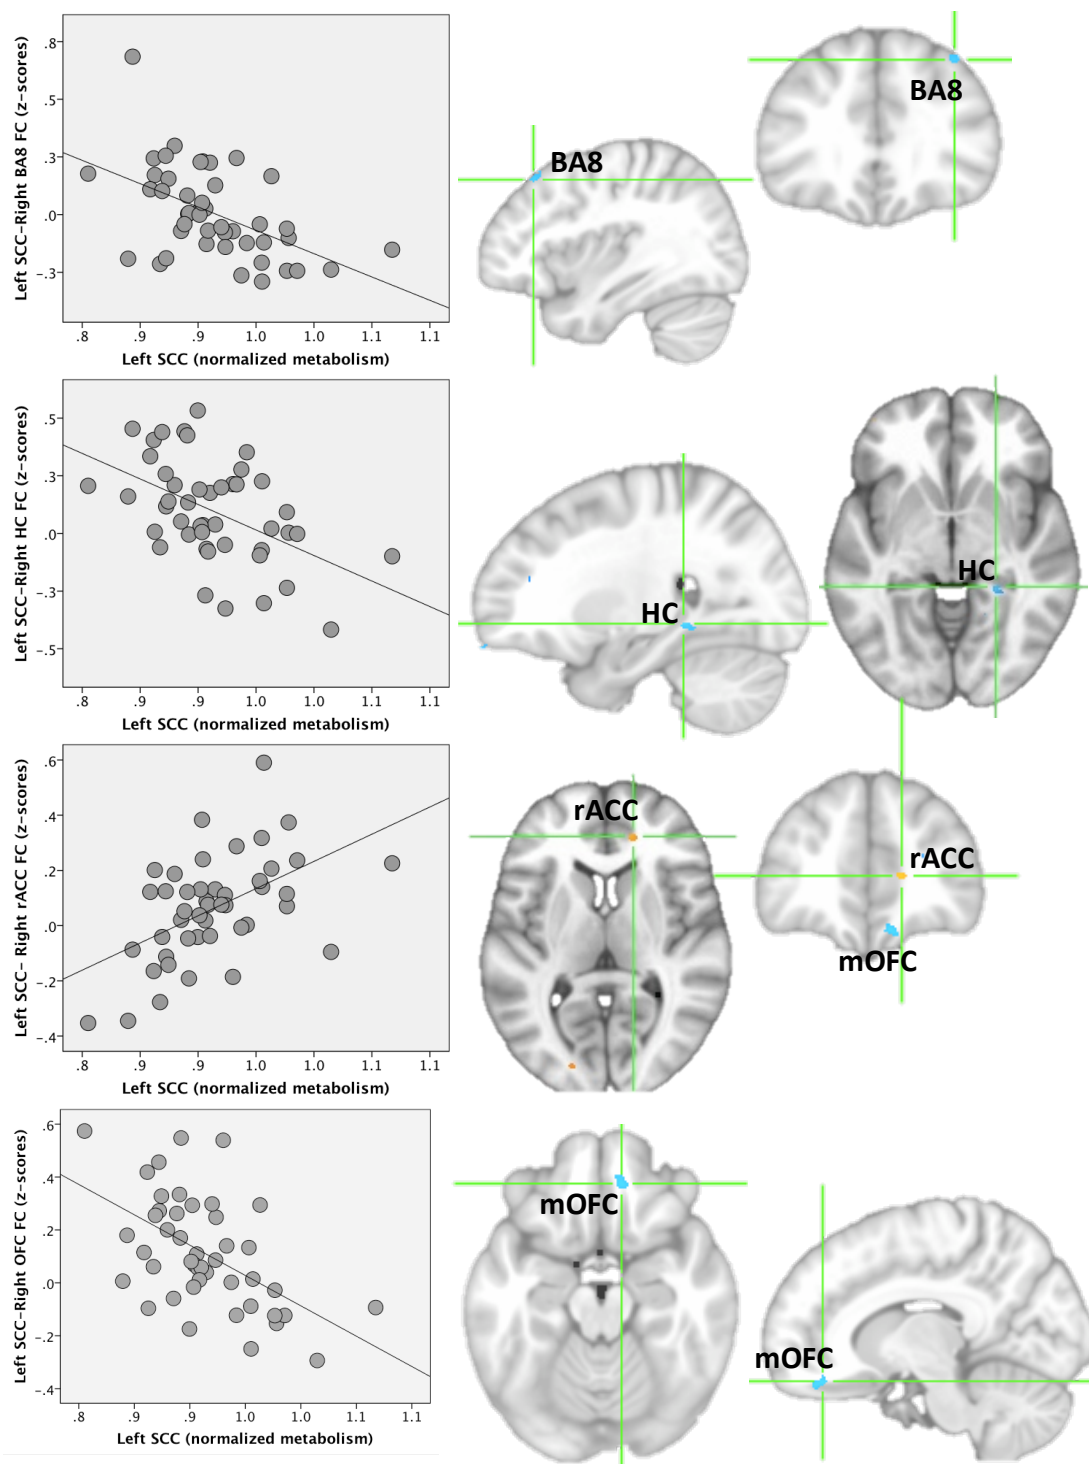 Left SCC-Right BA8 FC (z-scores)
.8
.5
.3
.0
-.3
.8
.9
.9
1.0
1.0
1.1
1.1
Left SCC (normalized metabolism)
BA8
BA8
Left SCC-Right HC FC (z-scores)
.5
.3
.0
-.3
-.5
.8
.9
.9
1.0
1.0
1.1
1.1
Left SCC (normalized metabolism)
HC
HC
Left SCC- Right rACC FC (z-scores)
.6
.4
.2
.0
-.2
-.4
.8
.9
.9
1.0
1.0
1.1
1.1
Left SCC (normalized metabolism)
rACC
rACC
mOFC
Left SCC-Right OFC FC (z-scores)
.6
.4
.2
.0
-.2
-.4
.8
.9
.9
1.0
1.0
1.1
1.1
Left SCC (normalized metabolism)
mOFC
mOFC